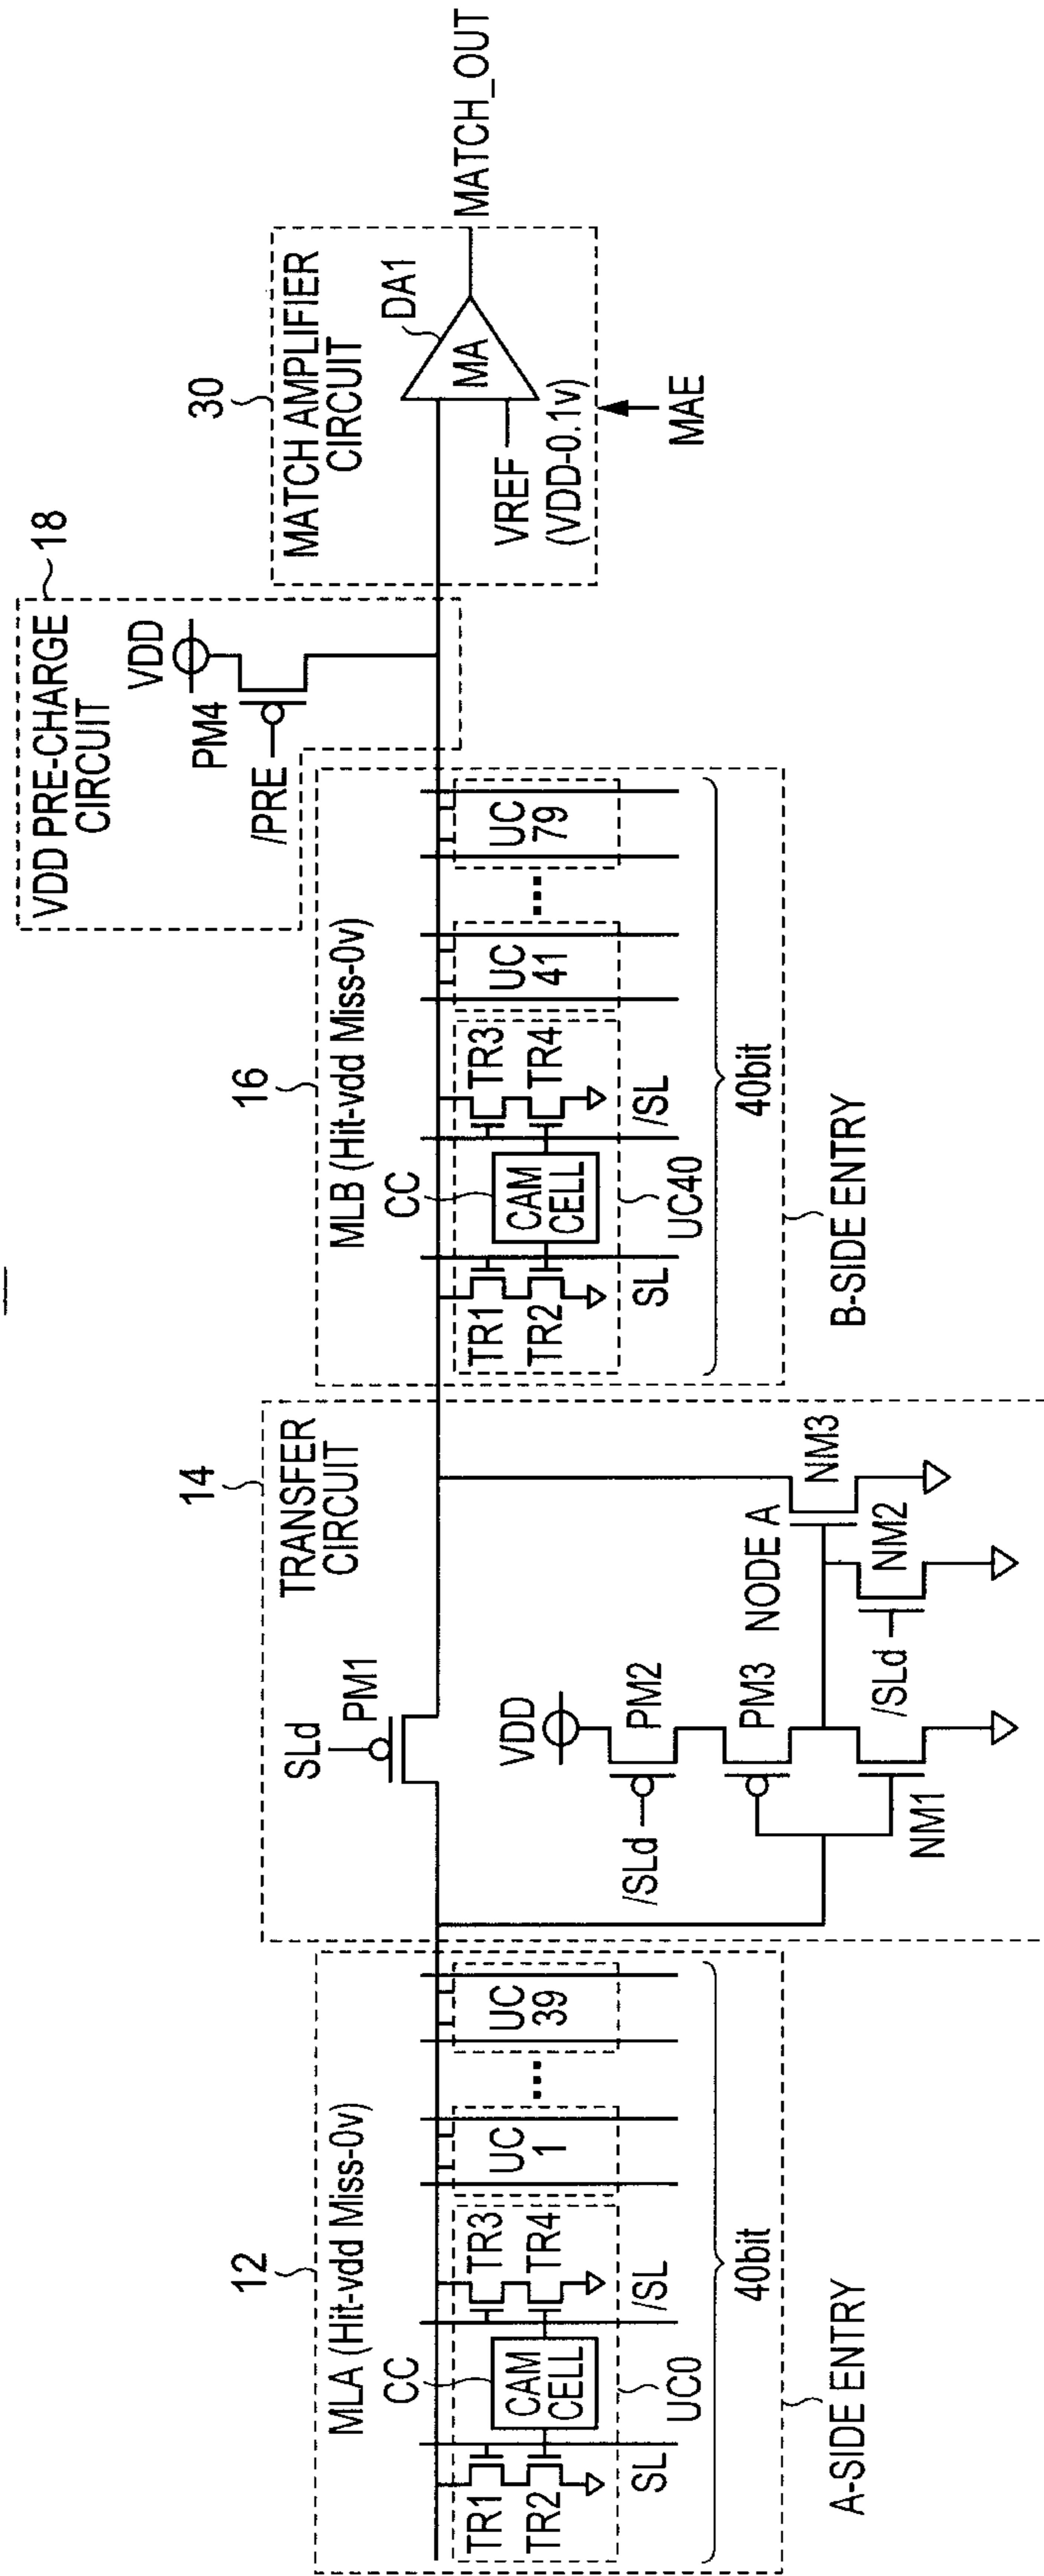 12
MLA (Hit-vdd Miss-0v)
CC
TR1
TR2
CAM
CELL
TR3
TR4
SL
/SL
UC0
UC
1
...
UC
39
40bit
A-SIDE ENTRY
14
TRANSFER
CIRCUIT
SLd
PM1
VDD
/SLd
PM2
PM3
NM1
NODE A
/SLd
NM2
NM3
16
MLB (Hit-vdd Miss-0v)
CC
TR1
TR2
CAM
CELL
TR3
TR4
SL
/SL
UC40
UC
41
...
UC
79
40bit
B-SIDE ENTRY
18
VDD PRE-CHARGE
CIRCUIT
VDD
PM4
/PRE
30
MATCH AMPLIFIER
CIRCUIT
DA1
MA
VREF
(VDD-0.1v)
MAE
MATCH_OUT